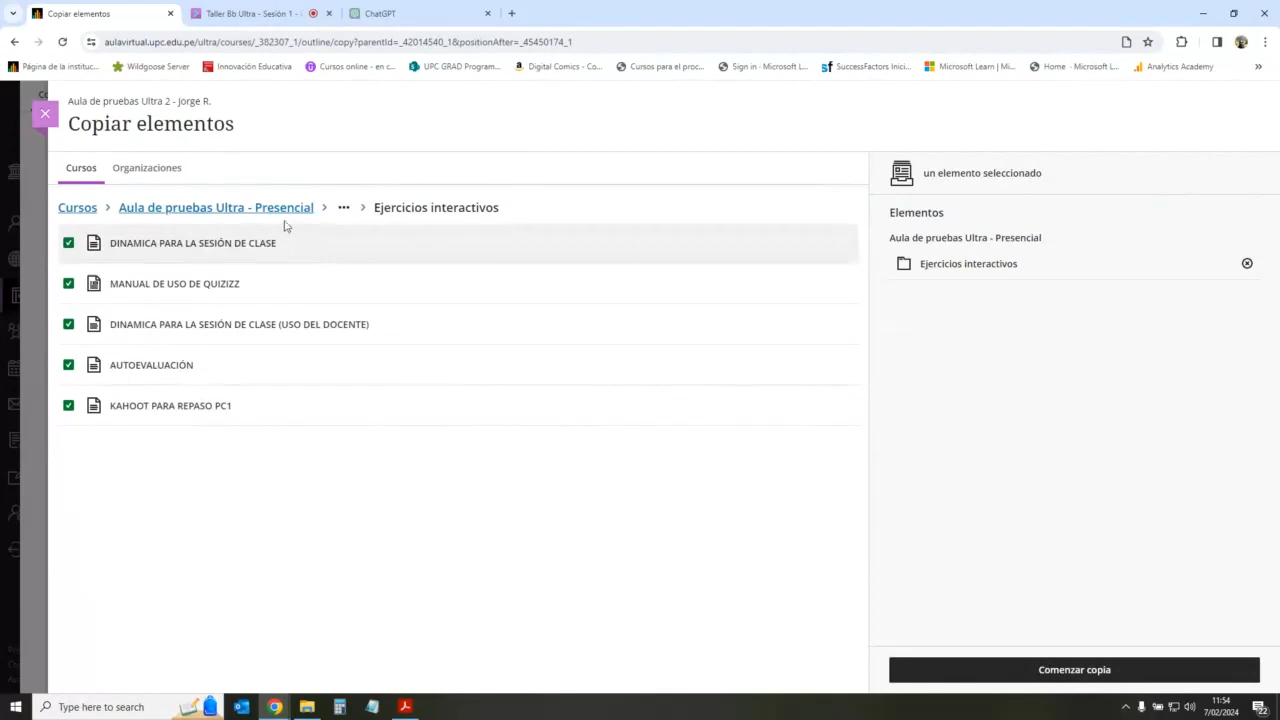 Copiar elementos
Taller Bb Ultra - Sesión 1 -
ChatGPT
aulavirtual.upc.edu.pe/ultra/courses/_382307_1/outline/copy?parentId=_42014540_1&positionAfter=_45450174_1
Página de la instituc...
Wildgoose Server
Innovación Educativa
Cursos online - en c...
UPC GRAD Program...
Digital Comics - Co...
Cursos para el proc...
Sign in · Microsoft L...
SuccessFactors Inici...
Microsoft Learn | Mi...
Home · Microsoft L...
Analytics Academy
»
Aula de pruebas Ultra 2 - Jorge R.
Copiar elementos
Cursos
Organizaciones
un elemento seleccionado
Cursos > Aula de pruebas Ultra - Presencial > ••• > Ejercicios interactivos
Elementos
Aula de pruebas Ultra - Presencial
Ejercicios interactivos
DINAMICA PARA LA SESIÓN DE CLASE
MANUAL DE USO DE QUIZIZZ
DINAMICA PARA LA SESIÓN DE CLASE (USO DEL DOCENTE)
AUTOEVALUACIÓN
KAHOOT PARA REPASO PC1
Comenzar copia
Type here to search
11:54
7/02/2024
22